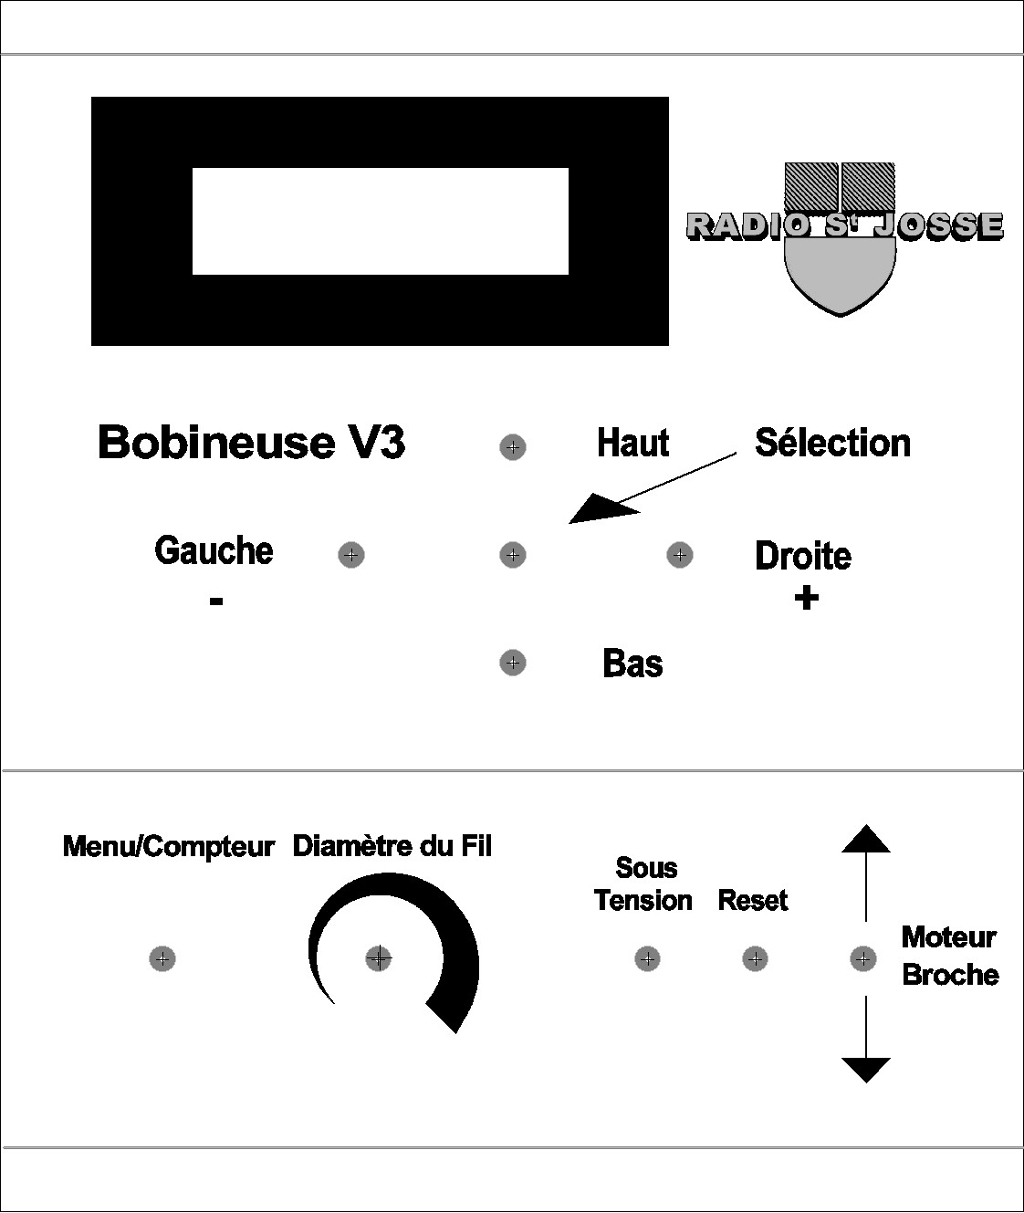 RADIO St JOSSE
Bobineuse V3
Haut
Sélection
Gauche
-
Droite
+
Bas
Menu/Compteur
Diamètre du Fil
Sous
Tension
Reset
Moteur
Broche